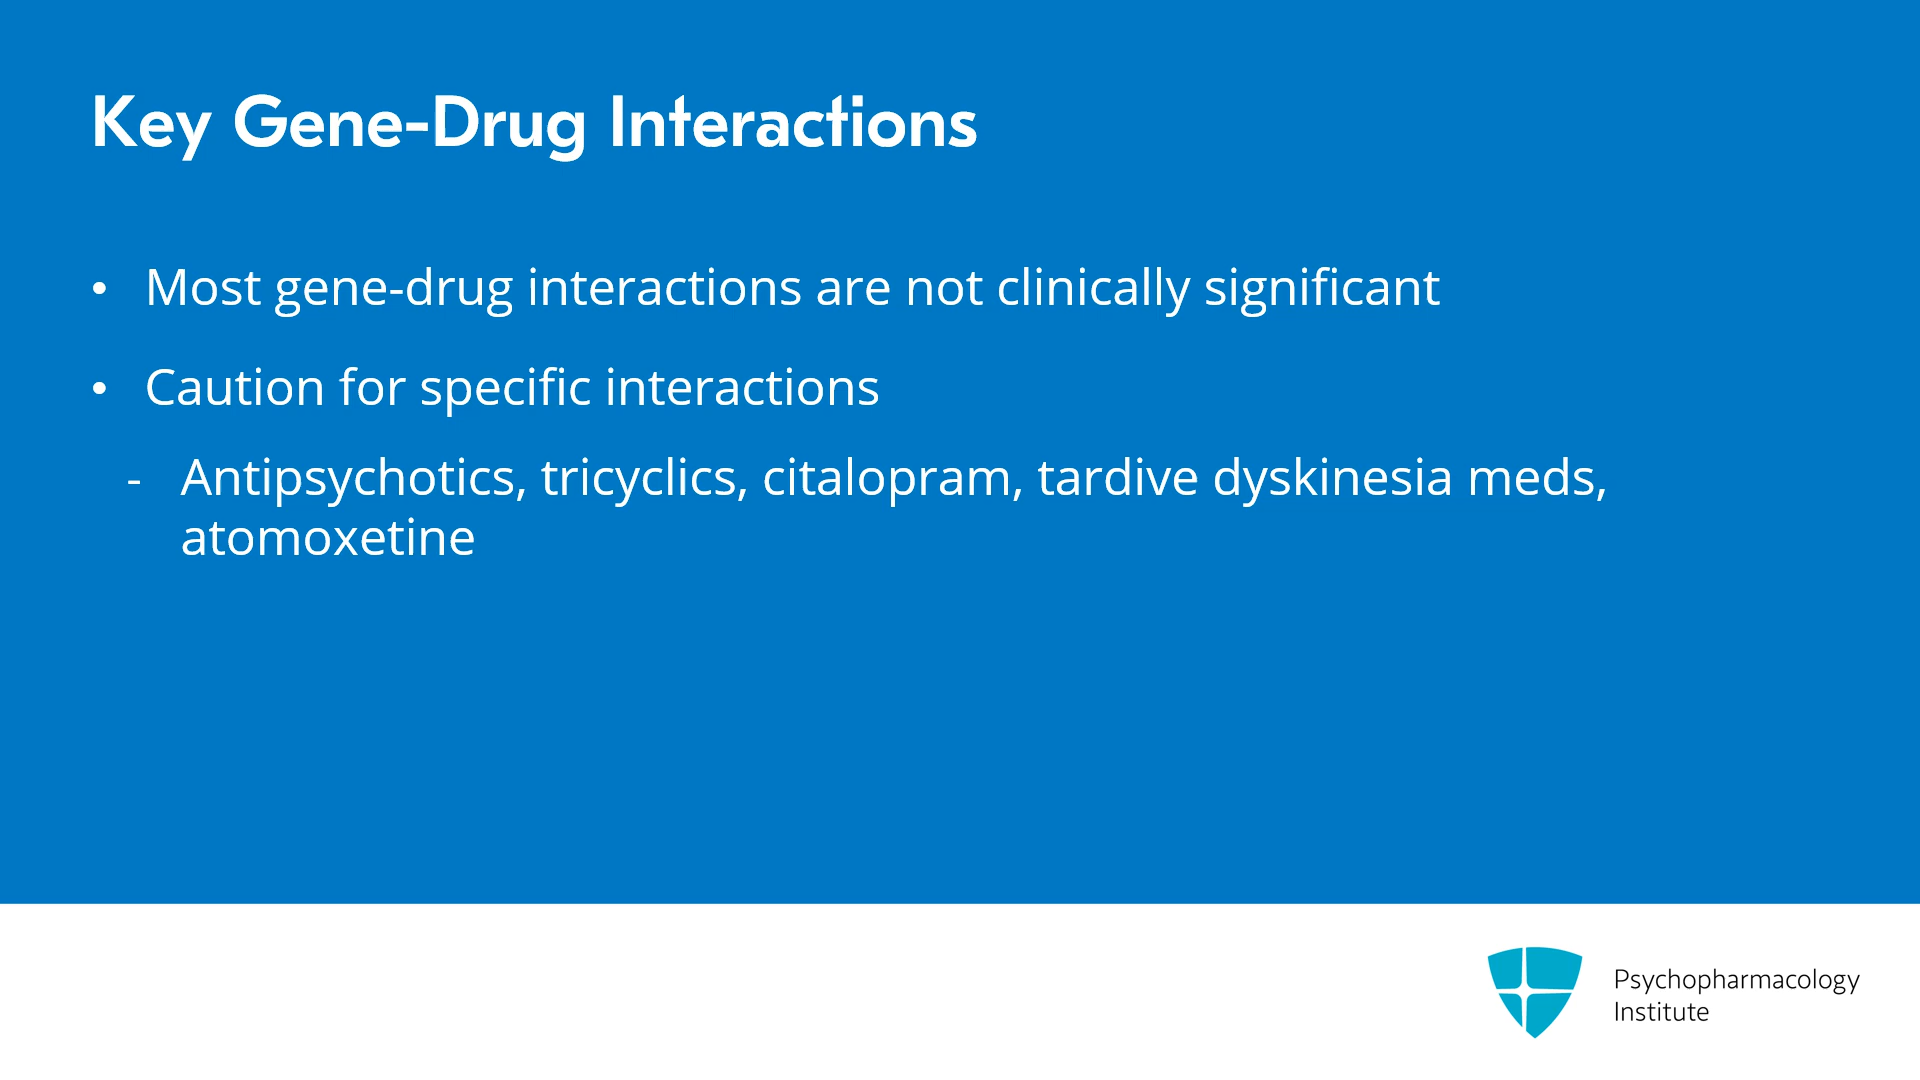 Key Gene-Drug Interactions
• Most gene-drug interactions are not clinically significant
• Caution for specific interactions
- Antipsychotics, tricyclics, citalopram, tardive dyskinesia meds,
atomoxetine
Psychopharmacology
Institute